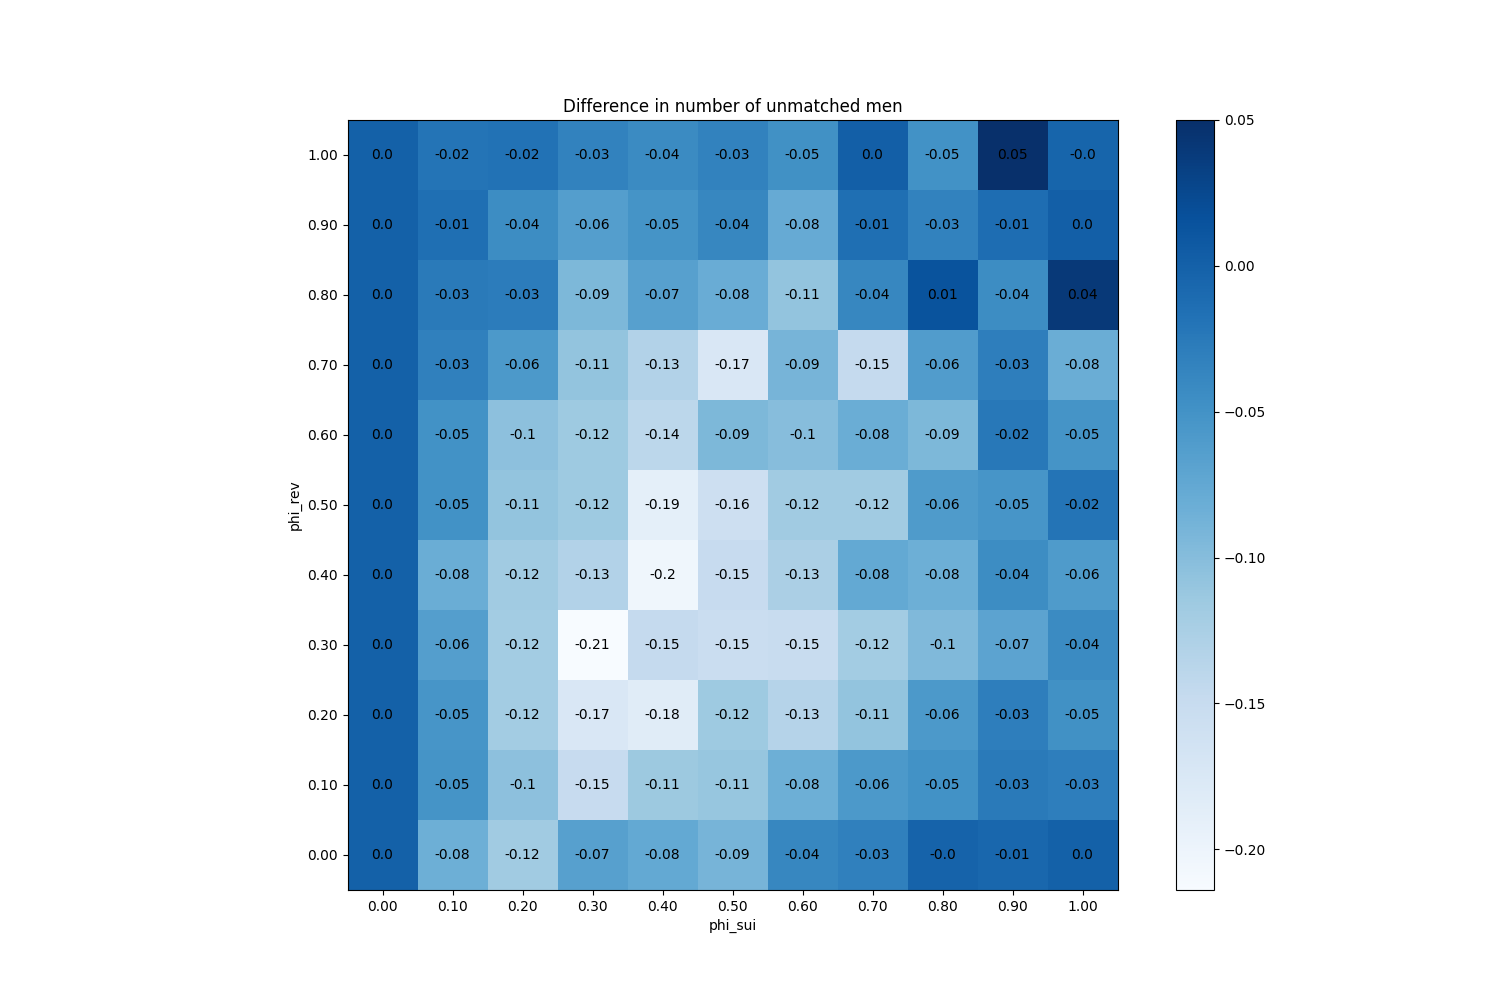 Difference in number of unmatched men
1.00 0.0 -0.02 -0.02 -0.03 -0.04 -0.03 -0.05 0.0 -0.05 0.05 -0.0
0.90 0.0 -0.01 -0.04 -0.06 -0.05 -0.04 -0.08 -0.01 -0.03 -0.01 0.0
0.80 0.0 -0.03 -0.03 -0.09 -0.07 -0.08 -0.11 -0.04 0.01 -0.04 0.04
0.70 0.0 -0.03 -0.06 -0.11 -0.13 -0.17 -0.09 -0.15 -0.06 -0.03 -0.08
0.60 0.0 -0.05 -0.1 -0.12 -0.14 -0.09 -0.1 -0.08 -0.09 -0.02 -0.05
0.50 0.0 -0.05 -0.11 -0.12 -0.19 -0.16 -0.12 -0.12 -0.06 -0.05 -0.02
0.40 0.0 -0.08 -0.12 -0.13 -0.2 -0.15 -0.13 -0.08 -0.08 -0.04 -0.06
0.30 0.0 -0.06 -0.12 -0.21 -0.15 -0.15 -0.15 -0.12 -0.1 -0.07 -0.04
0.20 0.0 -0.05 -0.12 -0.17 -0.18 -0.12 -0.13 -0.11 -0.06 -0.03 -0.05
0.10 0.0 -0.05 -0.1 -0.15 -0.11 -0.11 -0.08 -0.06 -0.05 -0.03 -0.03
0.00 0.0 -0.08 -0.12 -0.07 -0.08 -0.09 -0.04 -0.03 -0.0 -0.01 0.0
0.00 0.10 0.20 0.30 0.40 0.50 0.60 0.70 0.80 0.90 1.00
phi_sui
phi_rev
0.05
0.00
−0.05
−0.10
−0.15
−0.20